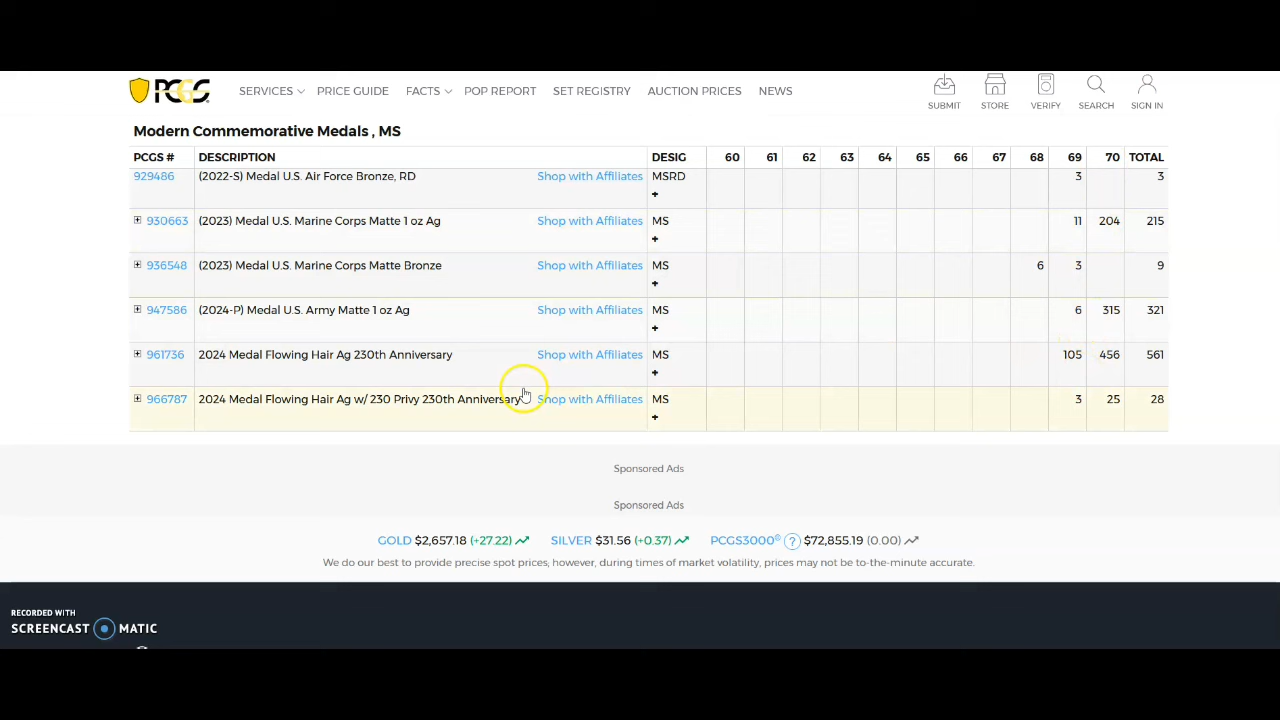 PCGS SERVICES PRICE GUIDE FACTS POP REPORT SET REGISTRY AUCTION PRICES NEWS SUBMIT STORE VERIFY SEARCH SIGN IN
Modern Commemorative Medals , MS
PCGS # DESCRIPTION DESIG 60 61 62 63 64 65 66 67 68 69 70 TOTAL
929486 (2022-S) Medal U.S. Air Force Bronze, RD Shop with Affiliates MSRD 3 3
+
930663 (2023) Medal U.S. Marine Corps Matte 1 oz Ag Shop with Affiliates MS 11 204 215
+
936548 (2023) Medal U.S. Marine Corps Matte Bronze Shop with Affiliates MS 6 3 9
+
947586 (2024-P) Medal U.S. Army Matte 1 oz Ag Shop with Affiliates MS 6 315 321
+
961736 2024 Medal Flowing Hair Ag 230th Anniversary Shop with Affiliates MS 105 456 561
+
966787 2024 Medal Flowing Hair Ag w/ 230 Privy 230th Anniversary Shop with Affiliates MS 3 25 28
+
Sponsored Ads
Sponsored Ads
GOLD $2,657.18 (+27.22) SILVER $31.56 (+0.37) PCGS3000® ? $72,855.19 (0.00)
We do our best to provide precise spot prices; however, during times of market volatility, prices may not be to-the-minute accurate.
RECORDED WITH
SCREENCAST MATIC